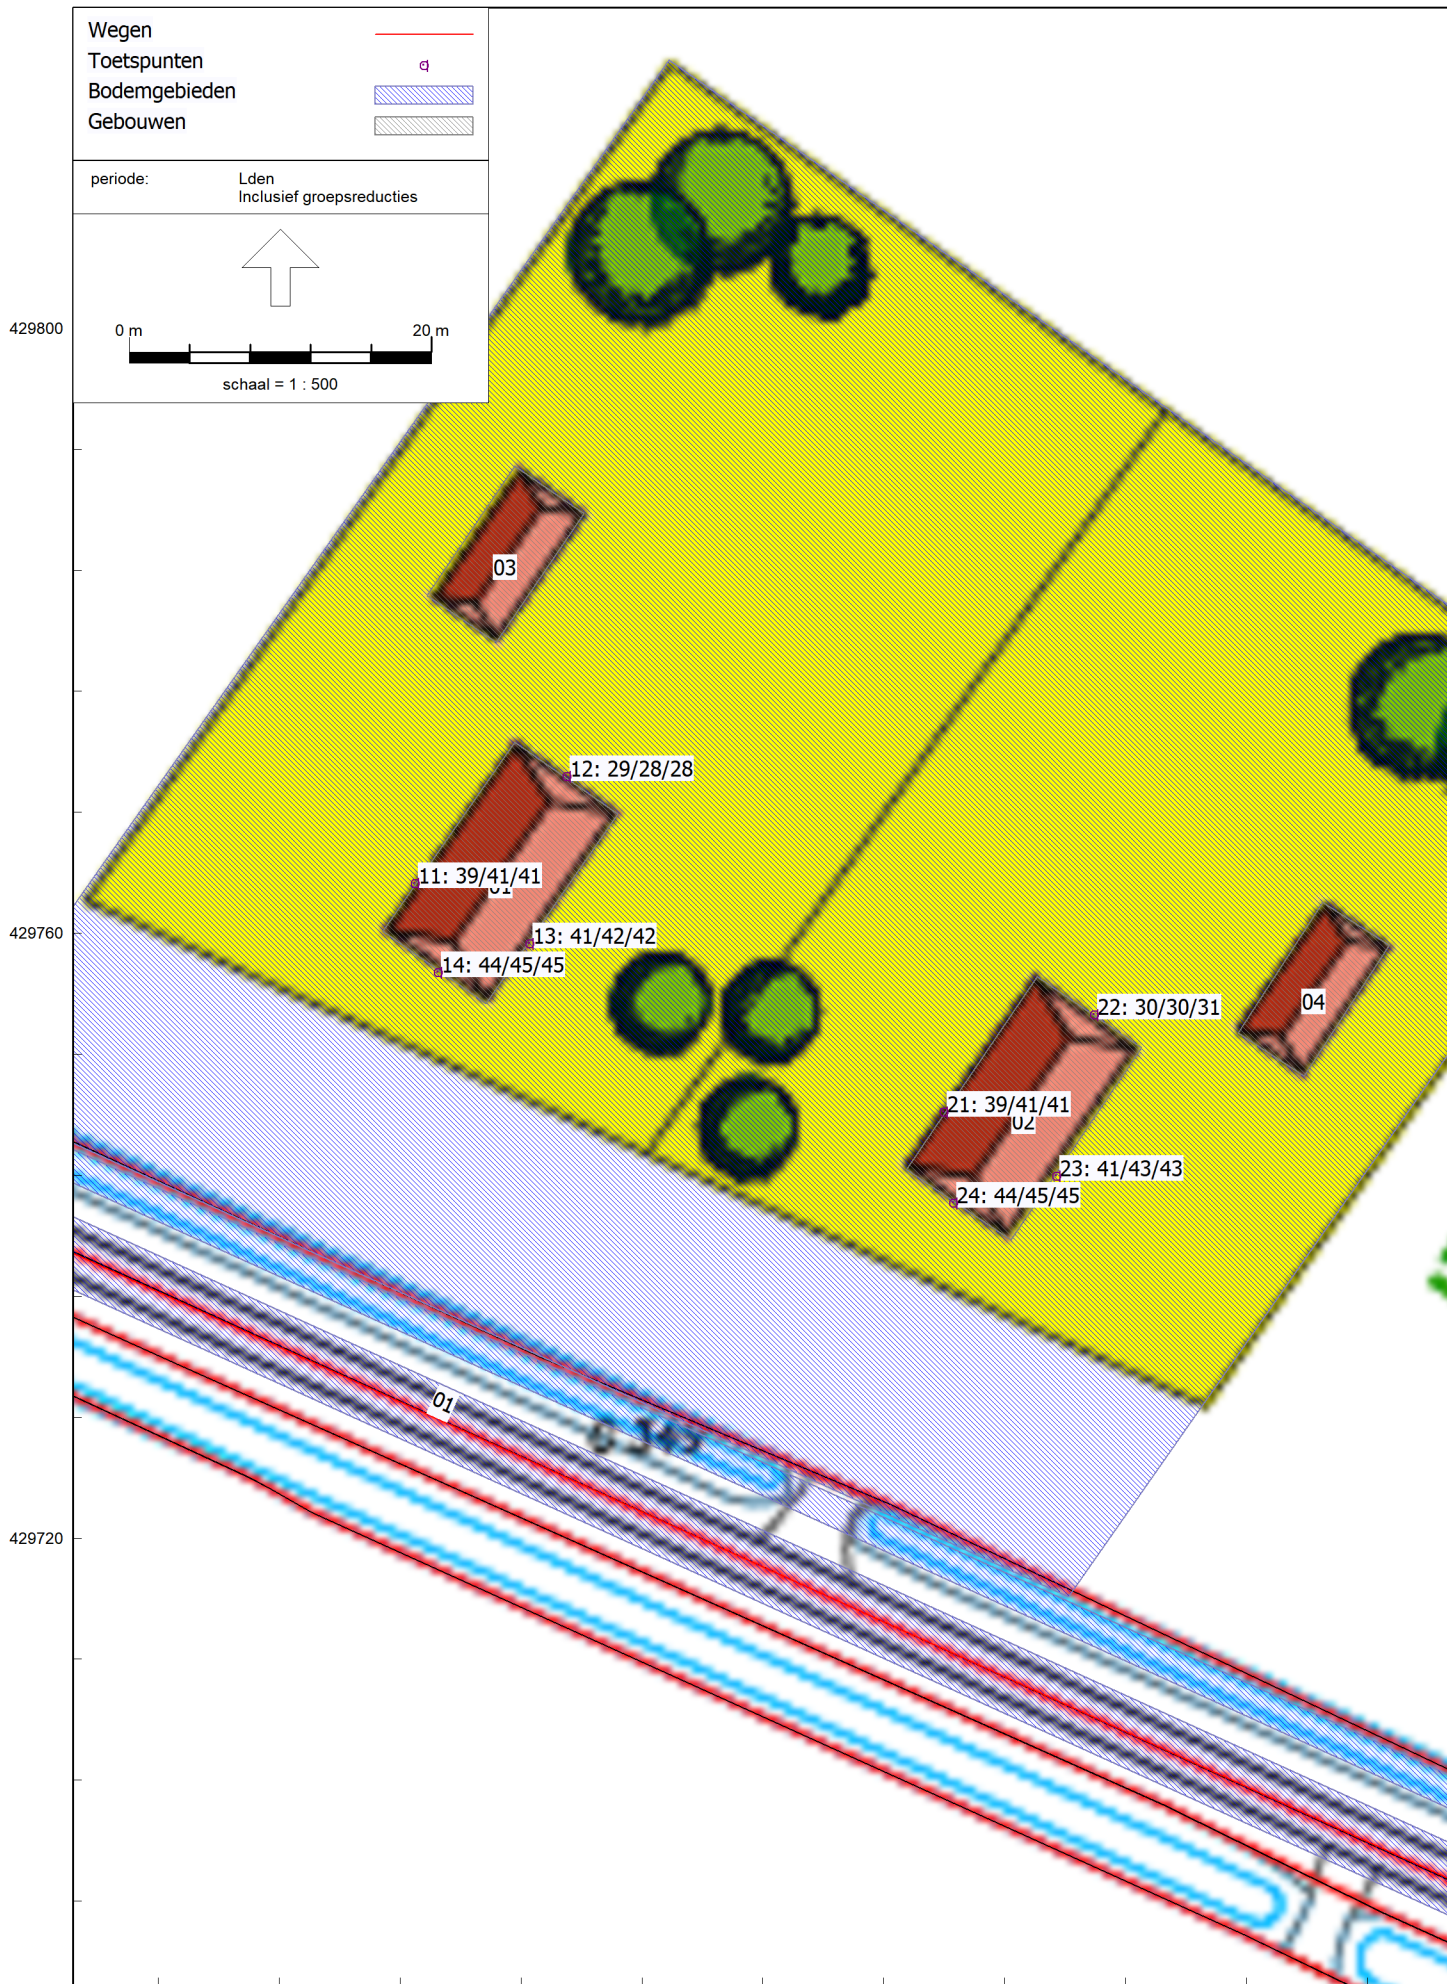 Wegen
Toetspunten
Bodemgebieden
Gebouwen
periode: Lden
Inclusief groepsreducties
429800
0 m 20 m
schaal = 1 : 500
03
12: 29/28/28
11: 39/41/41
01
429760
13: 41/42/42
14: 44/45/45
22: 30/30/31
04
21: 39/41/41
02
23: 41/43/43
24: 44/45/45
01
429720